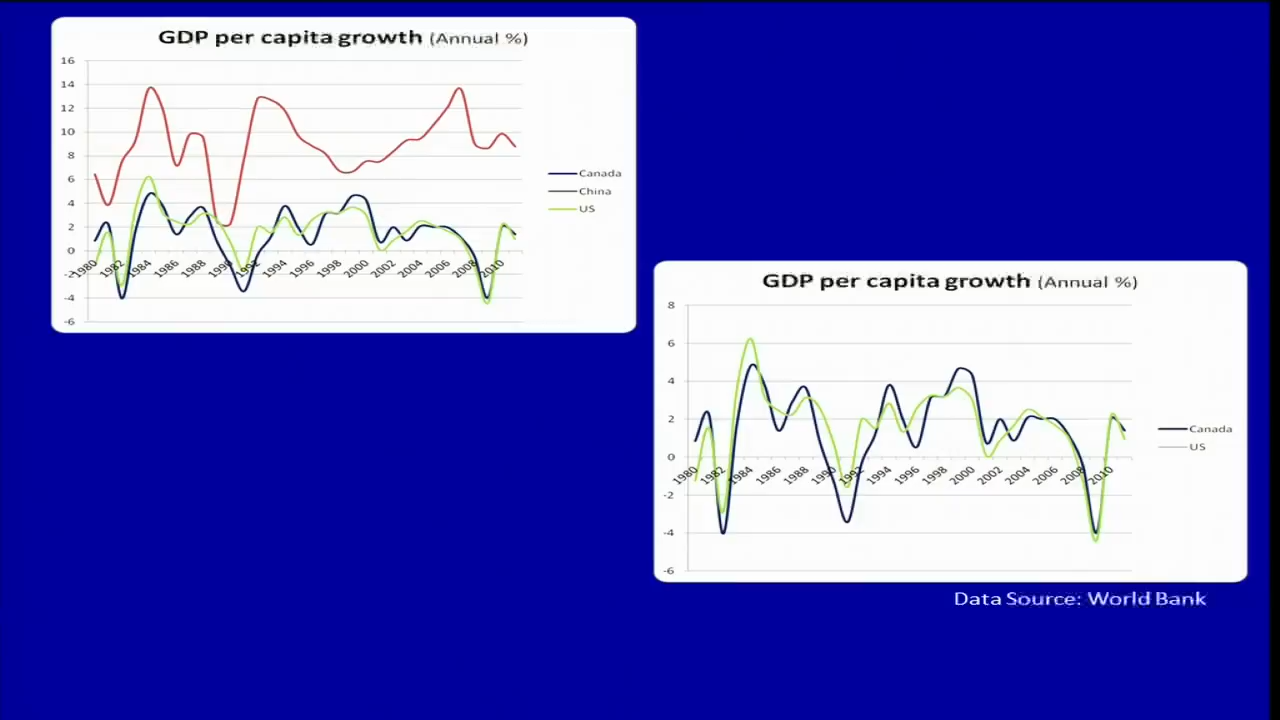 GDP per capita growth (Annual %)
16
14
12
10
8
6
4
2
0
-2
-4
-6
1980 1982 1984 1986 1988 1990 1992 1994 1996 1998 2000 2002 2004 2006 2008 2010
Canada
China
US
GDP per capita growth (Annual %)
8
6
4
2
0
-2
-4
-6
1980 1982 1984 1986 1988 1990 1992 1994 1996 1998 2000 2002 2004 2006 2008 2010
Canada
US
Data Source: World Bank